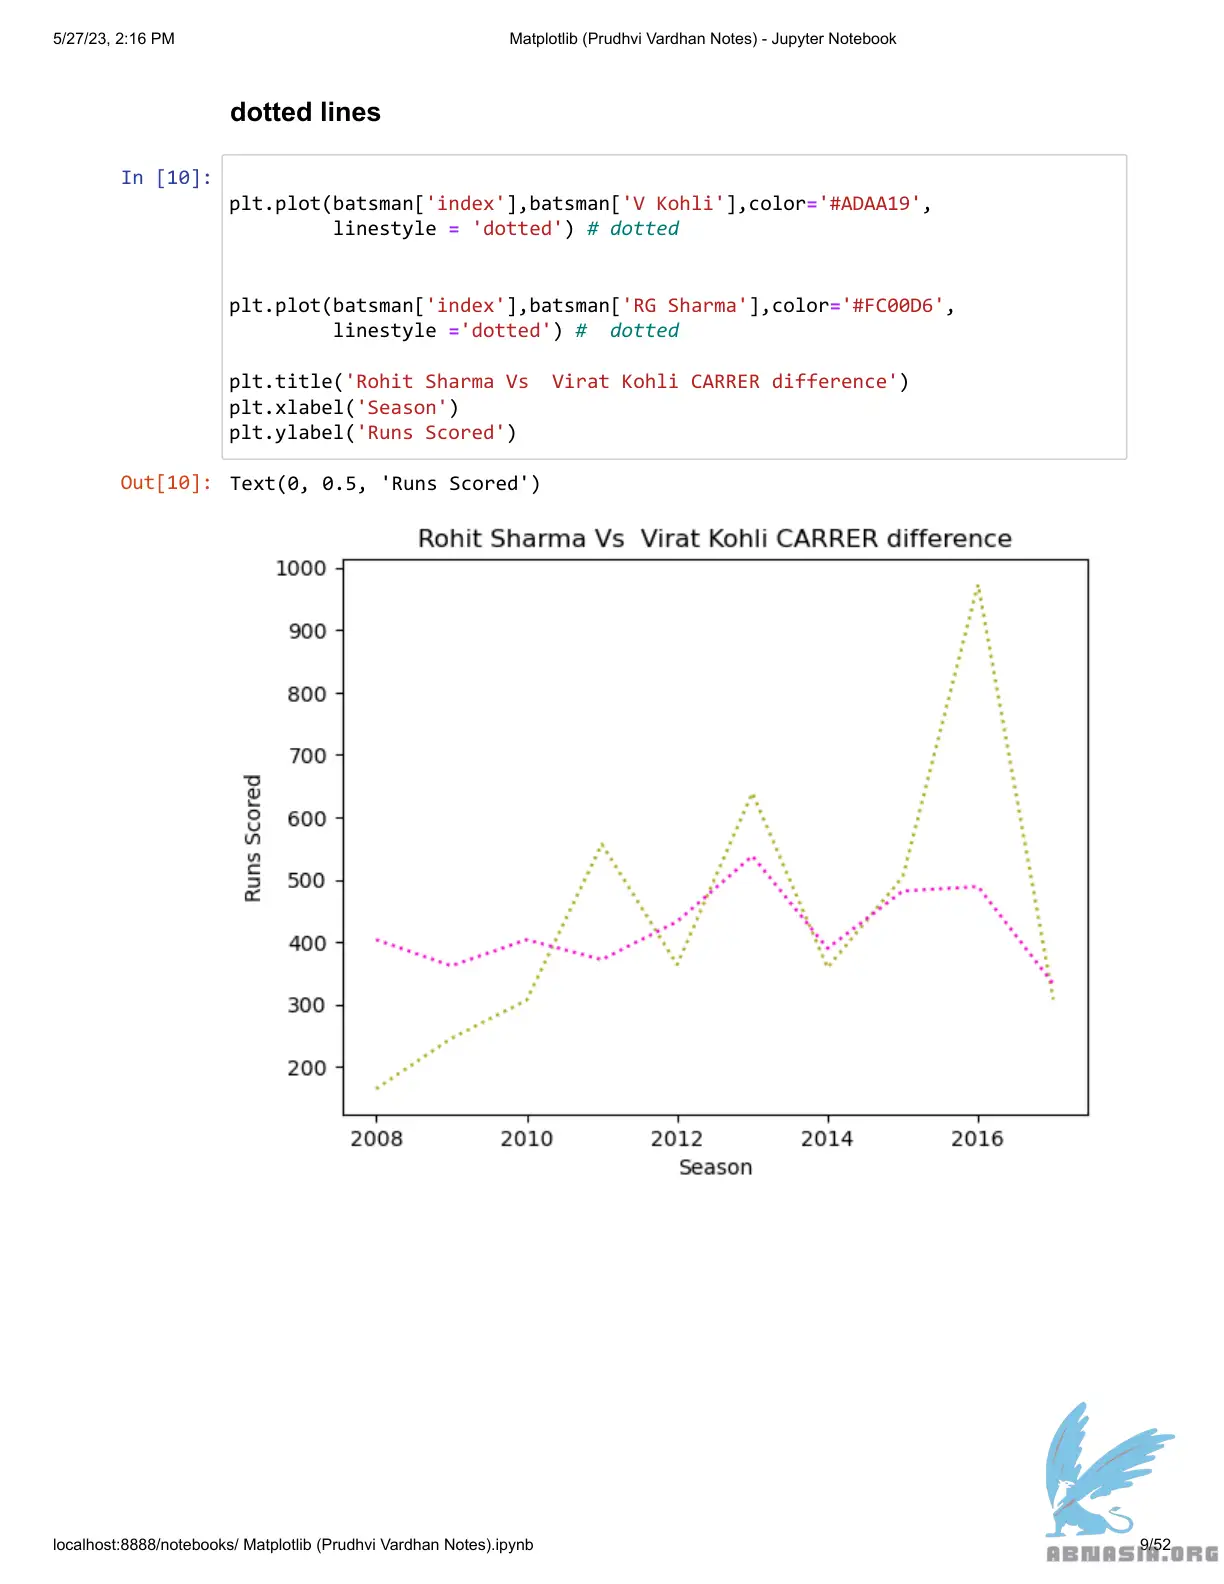 5/27/23, 2:16 PM Matplotlib (Prudhvi Vardhan Notes) - Jupyter Notebook
dotted lines
In [10]:
plt.plot(batsman['index'],batsman['V Kohli'],color='#ADAA19',
linestyle = 'dotted') # dotted
plt.plot(batsman['index'],batsman['RG Sharma'],color='#FC00D6',
linestyle ='dotted') #  dotted
plt.title('Rohit Sharma Vs  Virat Kohli CARRER difference')
plt.xlabel('Season')
plt.ylabel('Runs Scored')
Out[10]: Text(0, 0.5, 'Runs Scored')
Rohit Sharma Vs  Virat Kohli CARRER difference
1000
900
800
700
600
500
400
300
200
Runs Scored
2008 2010 2012 2014 2016
Season
localhost:8888/notebooks/ Matplotlib (Prudhvi Vardhan Notes).ipynb 9/52
ABNASIA.ORG